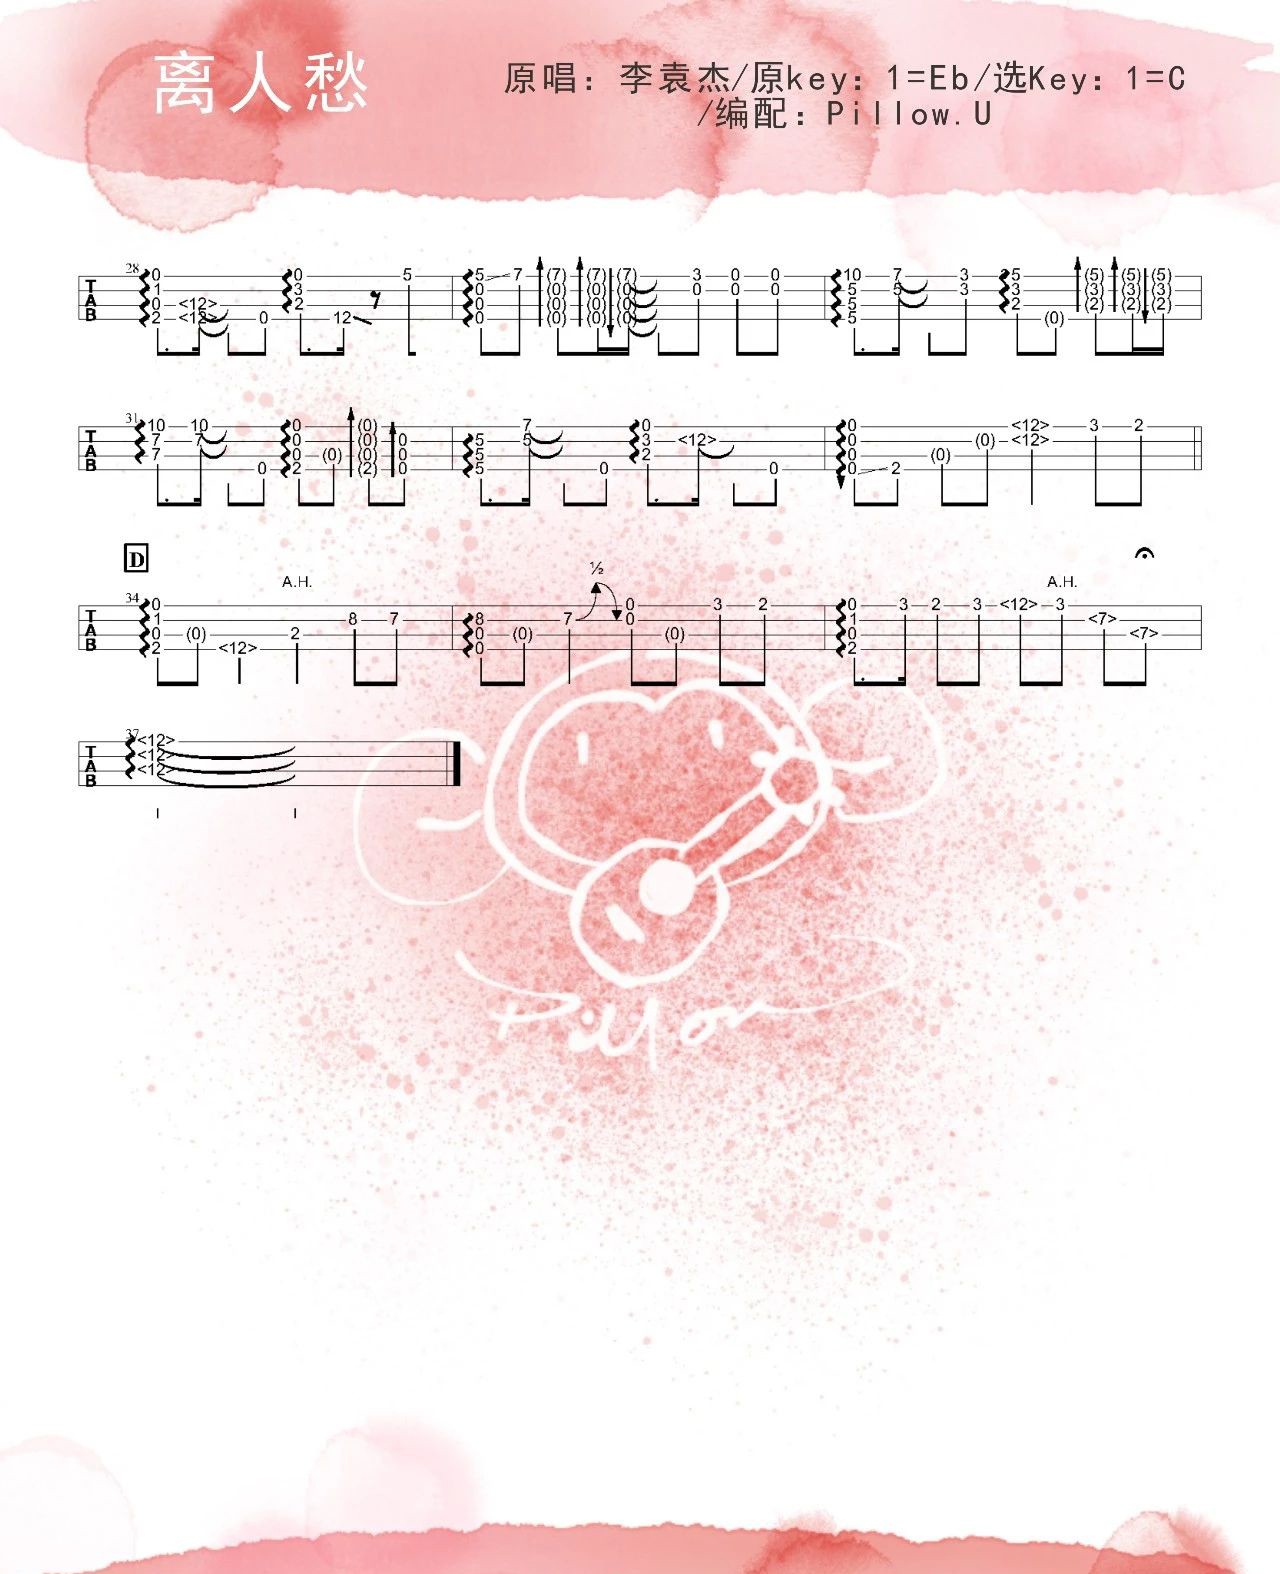 离人愁
原唱：李袁杰/原key：1=Eb/选Key：1=C
/编配：Pillow.U
28
T A B
0 1 0 2 <12> <12> 0 0 3 2 12 5
5 0 0 0 7 (7) (0) (0) (0) (7) (0) (0) (0) (7) (0) (0) (0) 3 0 0 0 0 0
10 5 5 5 7 5 3 3 5 3 2 (0) (5) (3) (2) (5) (3) (2) (5) (3) (2)
31
T A B
10 7 7 10 7 0 0 0 0 2 (0) (0) (0) (0) (2) 0 0 0
5 5 5 7 5 0 0 3 2 <12> 0
0 0 0 0 2 (0) (0) <12> <12> 3 2
D
A.H. ½ A.H.
34
T A B
0 1 0 2 (0) <12> 2 8 7
8 0 0 (0) 7 0 0 (0) 3 2
0 1 0 2 3 2 3 <12> 3 <7> <7>
37
T A B
<12> <12> <12>
Pillow